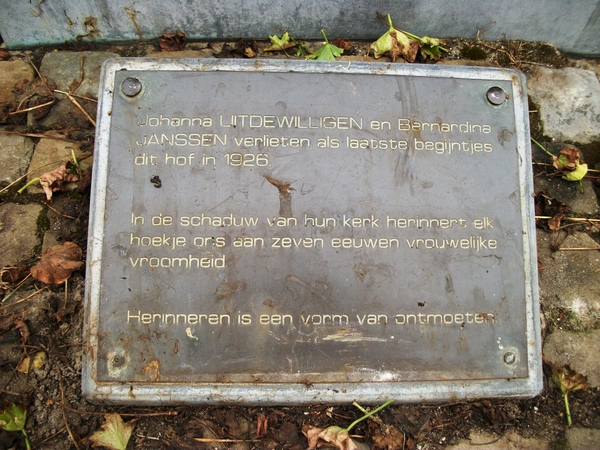 Johanna UITDEWILLIGEN en Bernardina
JANSSEN verlieten als laatste begijntjes
dit hof in 1926.
In de schaduw van hun kerk herinnert elk
hoekje ons aan zeven eeuwen vrouwelijke
vroomheid
Herinneren is een vorm van ontmoeten